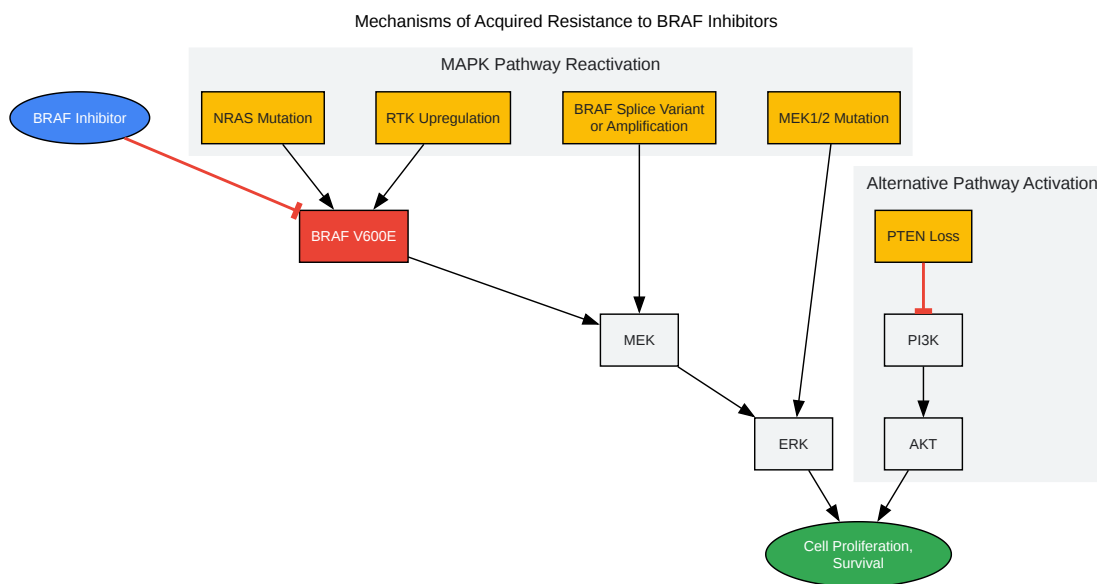 Mechanisms of Acquired Resistance to BRAF Inhibitors
MAPK Pathway Reactivation
BRAF Inhibitor
NRAS Mutation
RTK Upregulation
BRAF Splice Variant
or Amplification
MEK1/2 Mutation
Alternative Pathway Activation
BRAF V600E
PTEN Loss
MEK
PI3K
ERK
AKT
Cell Proliferation,
Survival